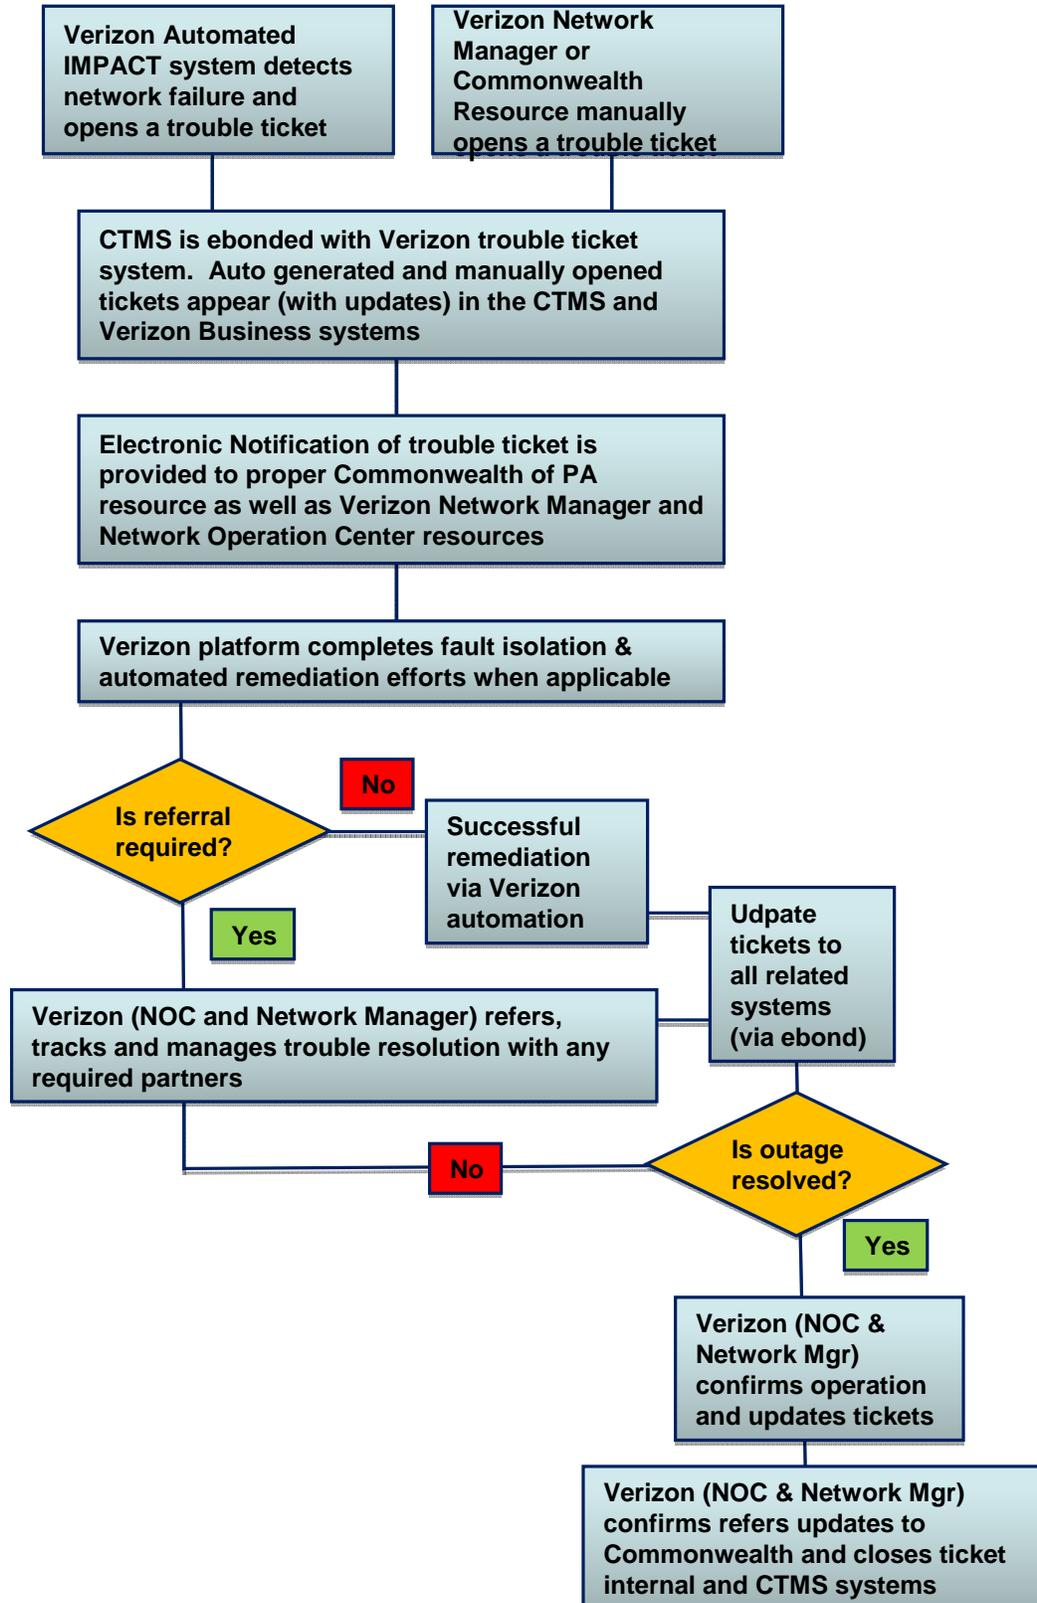 Verizon Automated
IMPACT system detects
network failure and
opens a trouble ticket
Verizon Network
Manager or
Commonwealth
Resource manually
opens a trouble ticket
CTMS is ebonded with Verizon trouble ticket
system.  Auto generated and manually opened
tickets appear (with updates) in the CTMS and
Verizon Business systems
Electronic Notification of trouble ticket is
provided to proper Commonwealth of PA
resource as well as Verizon Network Manager and
Network Operation Center resources
Verizon platform completes fault isolation &
automated remediation efforts when applicable
No
Is referral
required?
Successful
remediation
via Verizon
automation
Yes
Udpate
tickets to
all related
systems
(via ebond)
Verizon (NOC and Network Manager) refers,
tracks and manages trouble resolution with any
required partners
Is outage
resolved?
No
Yes
Verizon (NOC &
Network Mgr)
confirms operation
and updates tickets
Verizon (NOC & Network Mgr)
confirms refers updates to
Commonwealth and closes ticket
internal and CTMS systems